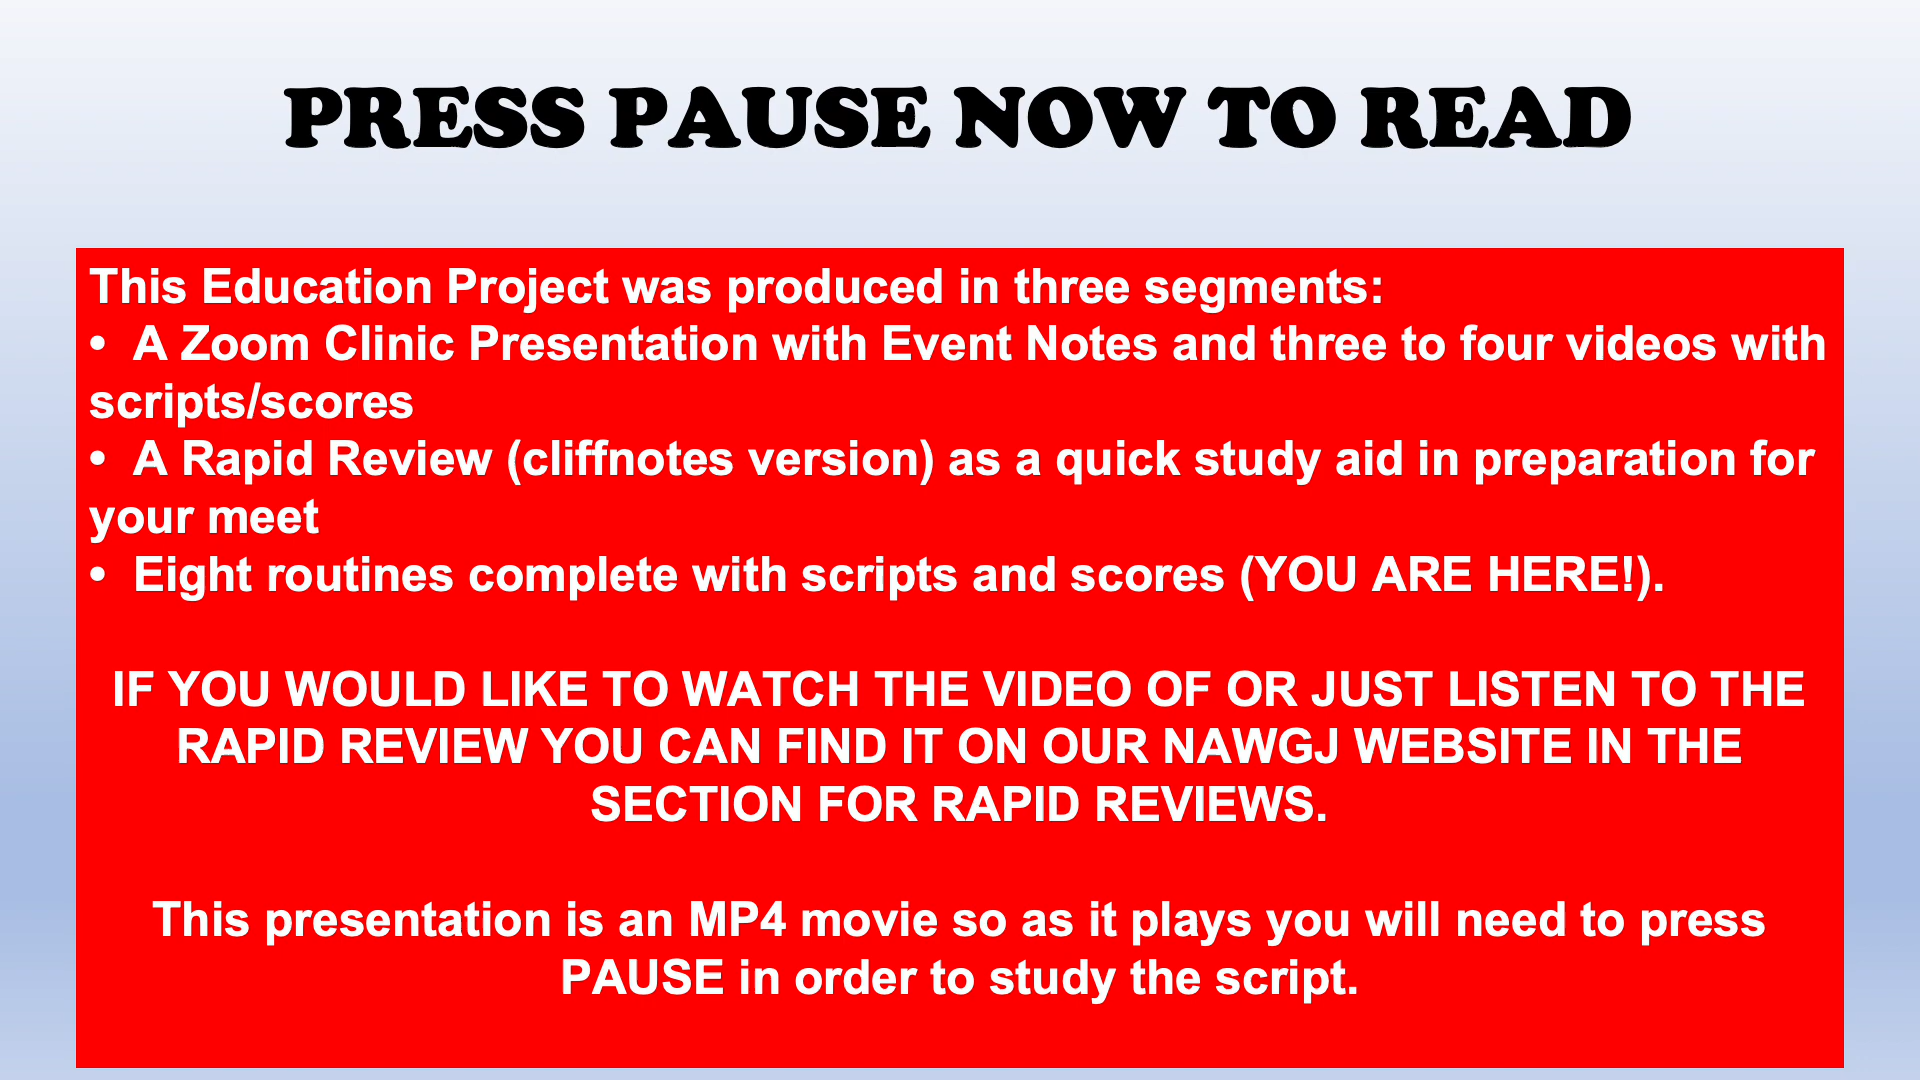 PRESS PAUSE NOW TO READ
This Education Project was produced in three segments:
• A Zoom Clinic Presentation with Event Notes and three to four videos with
scripts/scores
• A Rapid Review (cliffnotes version) as a quick study aid in preparation for
your meet
• Eight routines complete with scripts and scores (YOU ARE HERE!).
IF YOU WOULD LIKE TO WATCH THE VIDEO OF OR JUST LISTEN TO THE
RAPID REVIEW YOU CAN FIND IT ON OUR NAWGJ WEBSITE IN THE
SECTION FOR RAPID REVIEWS.
This presentation is an MP4 movie so as it plays you will need to press
PAUSE in order to study the script.